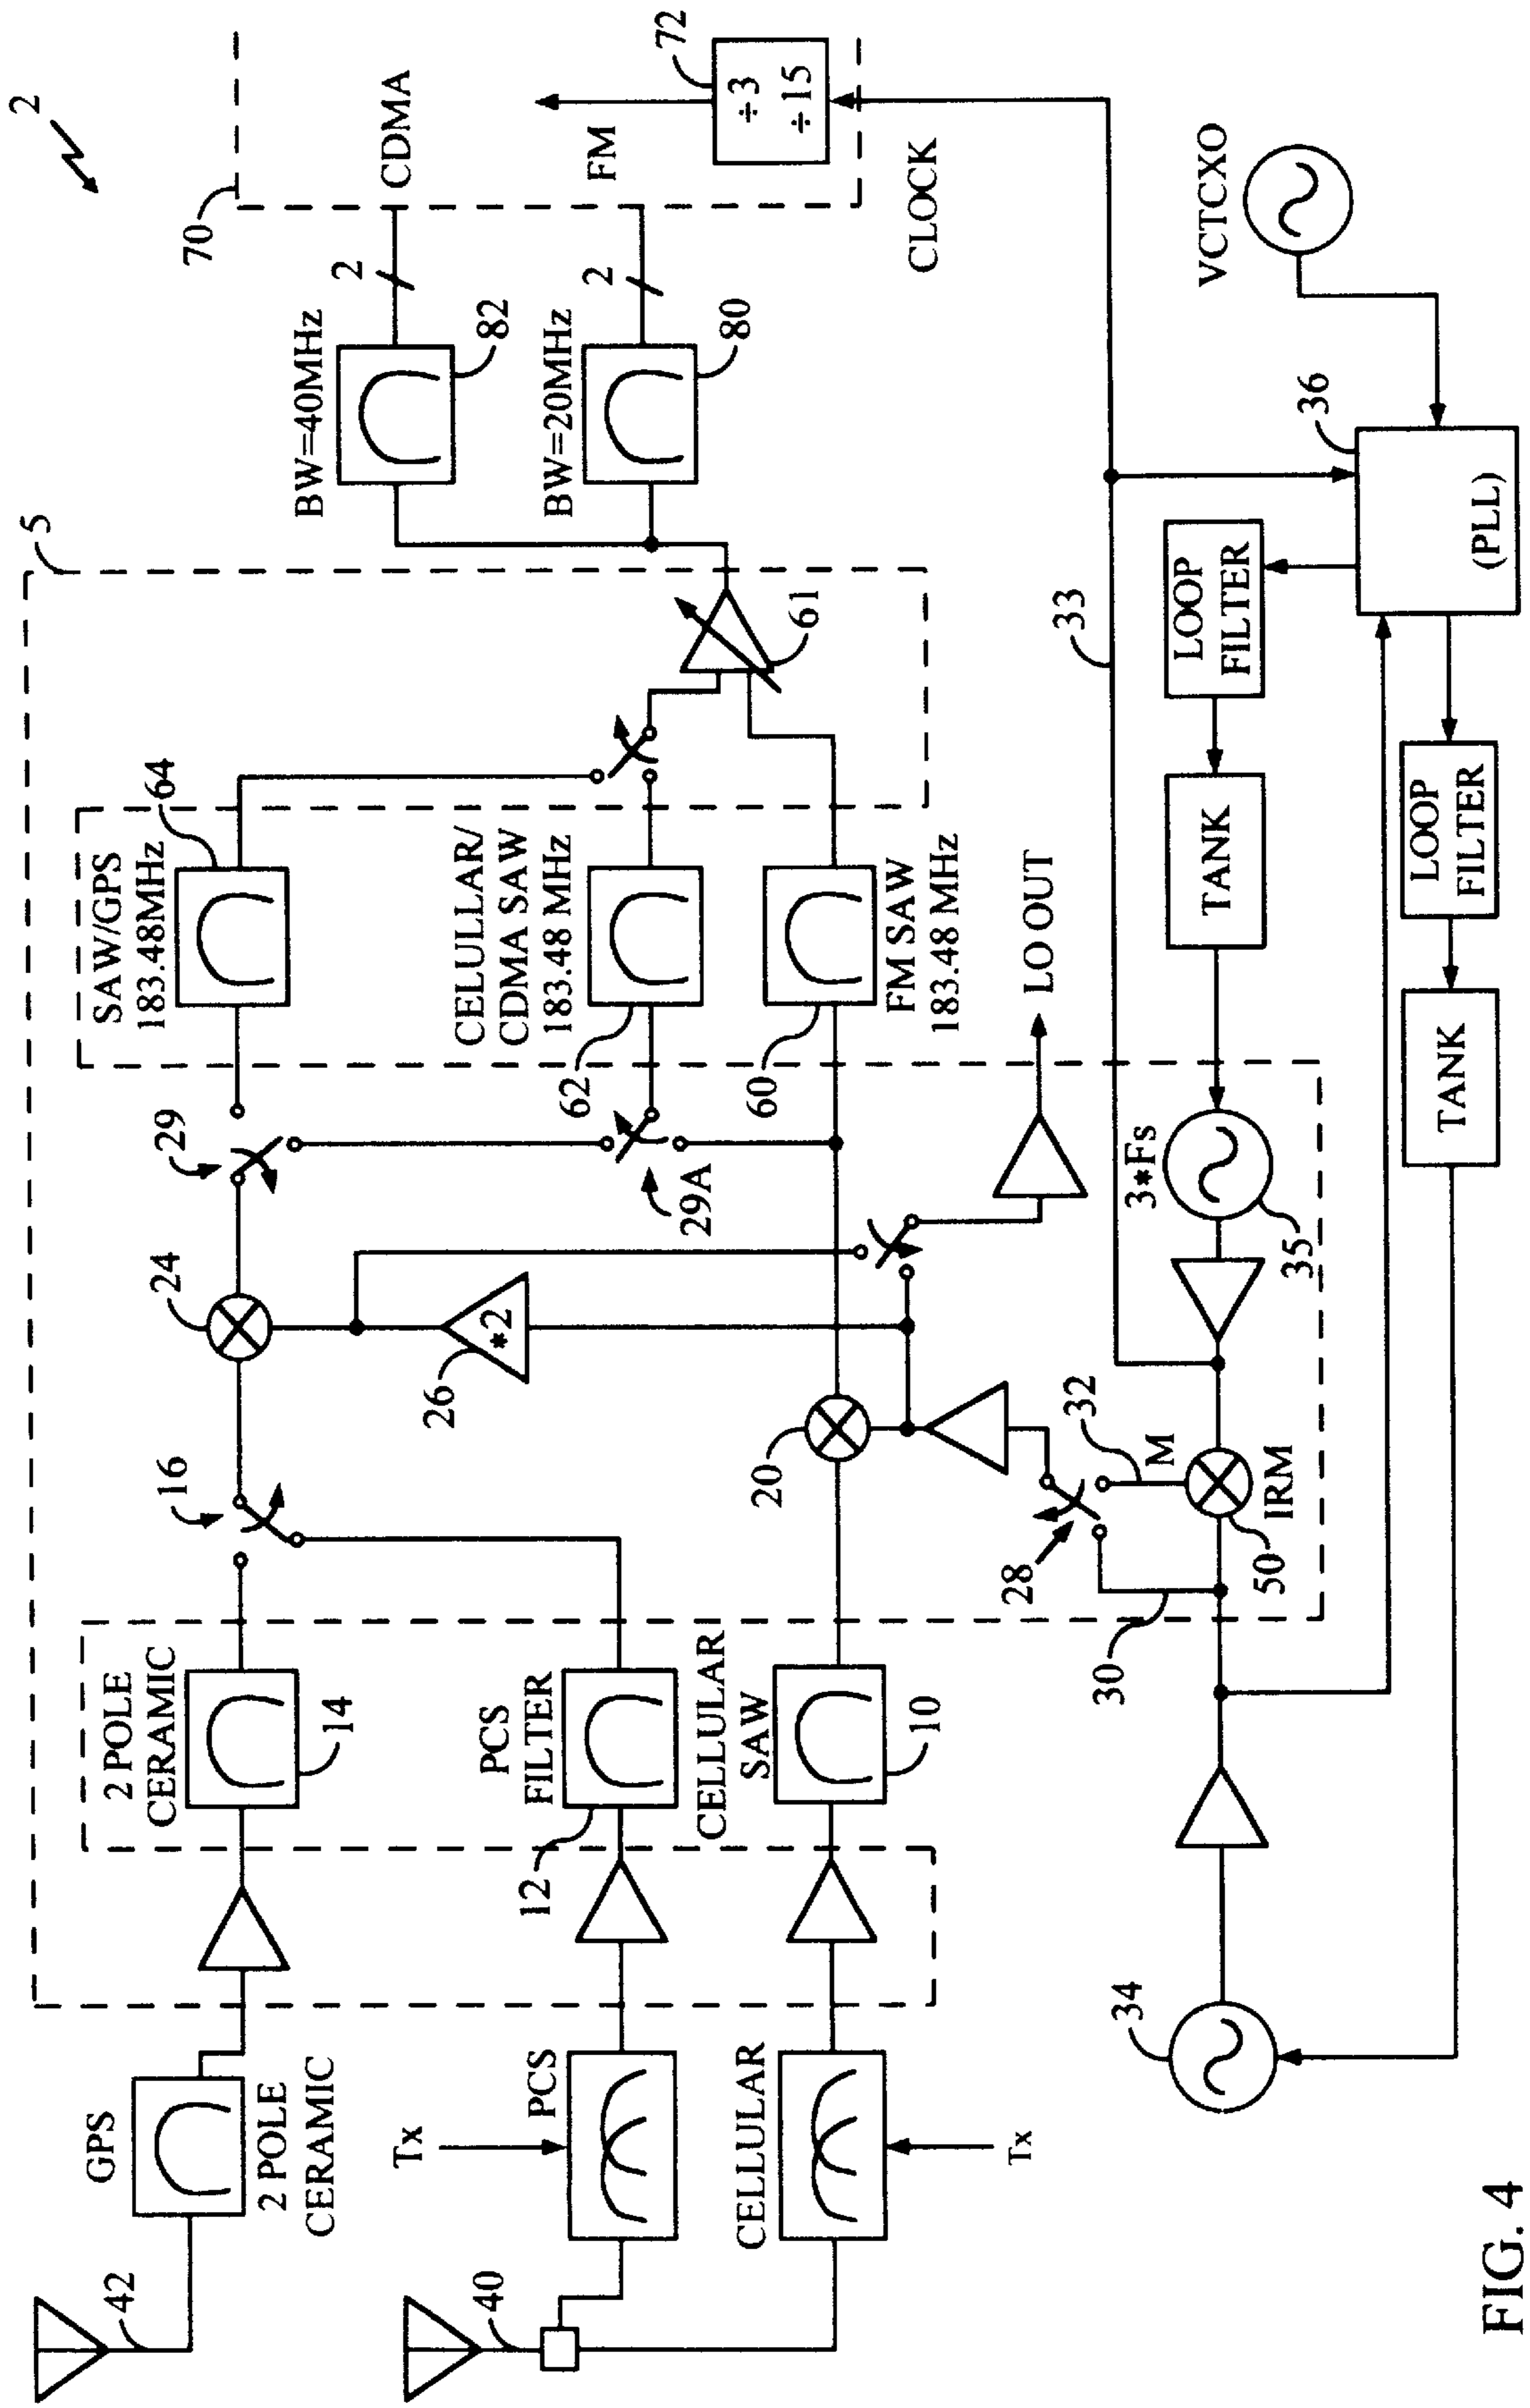 2
42
GPS
2 POLE
CERAMIC
40
Tx
PCS
CELLULAR
Tx
2 POLE
CERAMIC
14
PCS
FILTER
12
CELLULAR
SAW
10
16
24
26
*2
20
29
29A
SAW/GPS
183.48MHz
64
CELULLAR/
CDMA SAW
183.48 MHz
62
60
FM SAW
183.48 MHz
5
61
BW=40MHz
82
2
BW=20MHz
80
2
70
CDMA
FM
72
÷3
÷15
CLOCK
LO OUT
28
30
32
M
50
IRM
3*Fs
35
33
34
TANK
LOOP
FILTER
TANK
LOOP
FILTER
36
(PLL)
VCTCXO
FIG. 4